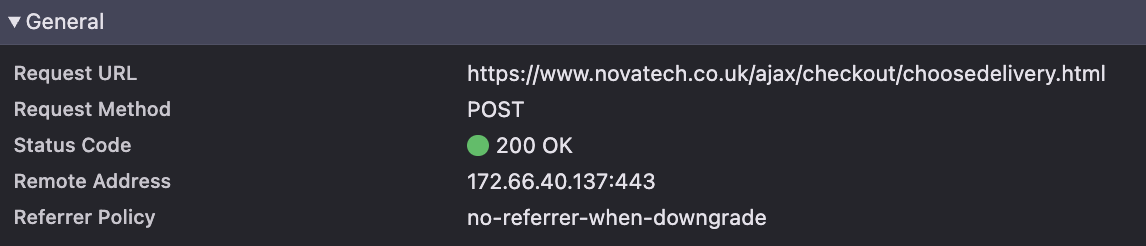 General
Request URL https://www.novatech.co.uk/ajax/checkout/choosedelivery.html
Request Method POST
Status Code 200 OK
Remote Address 172.66.40.137:443
Referrer Policy no-referrer-when-downgrade